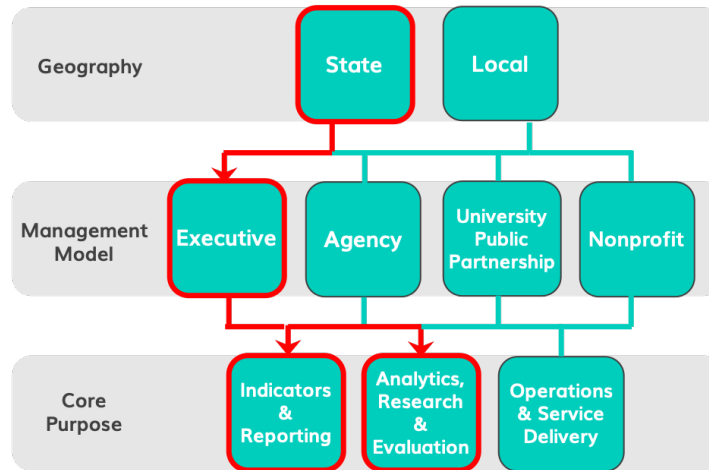 Geography
State
Local
Management
Model
Executive
Agency
University
Public
Partnership
Nonprofit
Core
Purpose
Indicators
&
Reporting
Analytics,
Research
&
Evaluation
Operations
& Service
Delivery